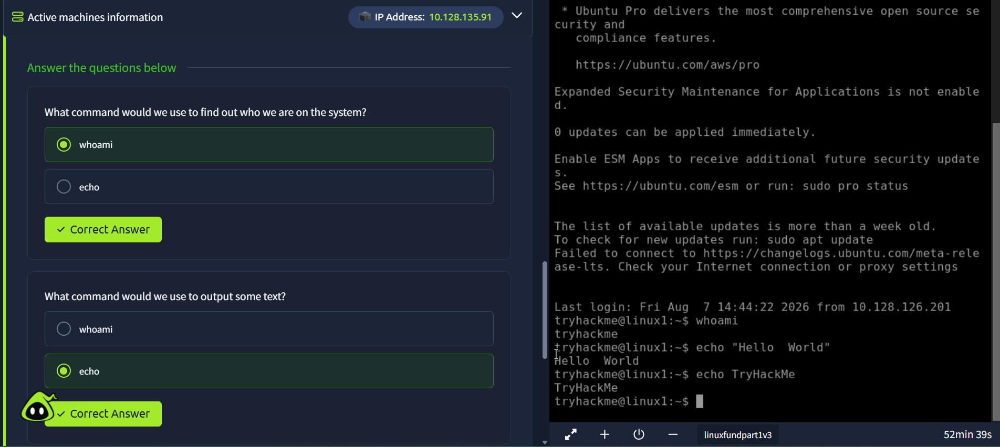 Active machines information
IP Address: 10.128.135.91
Answer the questions below
What command would we use to find out who we are on the system?
whoami
echo
Correct Answer
What command would we use to output some text?
whoami
echo
Correct Answer
* Ubuntu Pro delivers the most comprehensive open source se
curity and
compliance features.
https://ubuntu.com/aws/pro
Expanded Security Maintenance for Applications is not enable
d.
0 updates can be applied immediately.
Enable ESM Apps to receive additional future security update
s.
See https://ubuntu.com/esm or run: sudo pro status
The list of available updates is more than a week old.
To check for new updates run: sudo apt update
Failed to connect to https://changelogs.ubuntu.com/meta-rele
ase-lts. Check your Internet connection or proxy settings
Last login: Fri Aug  7 14:44:22 2026 from 10.128.126.201
tryhackme@linux1:~$ whoami
tryhackme
tryhackme@linux1:~$ echo "Hello  World"
Hello  World
tryhackme@linux1:~$ echo TryHackMe
TryHackMe
tryhackme@linux1:~$
linuxfundpart1v3
52min 39s